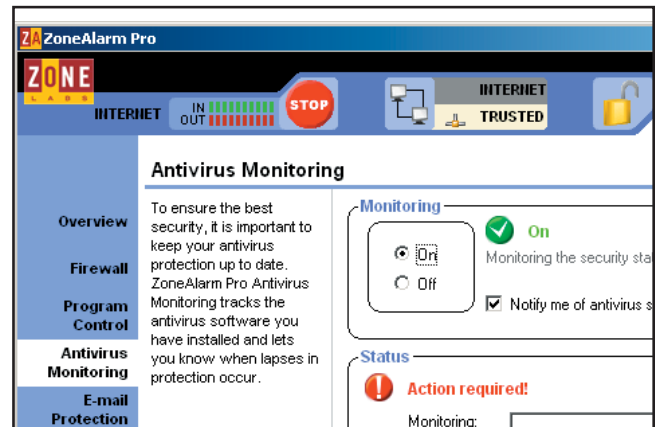 ZA ZoneAlarm Pro
ZONE
LABS
INTERNET
IN
OUT
STOP
INTERNET
TRUSTED
Antivirus Monitoring
Overview
Firewall
Program
Control
Antivirus
Monitoring
E-mail
Protection
To ensure the best
security, it is important to
keep your antivirus
protection up to date.
ZoneAlarm Pro Antivirus
Monitoring tracks the
antivirus software you
have installed and lets
you know when lapses in
protection occur.
Monitoring
On
Off
On
Monitoring the security sta
Notify me of antivirus s
Status
Action required!
Monitoring: